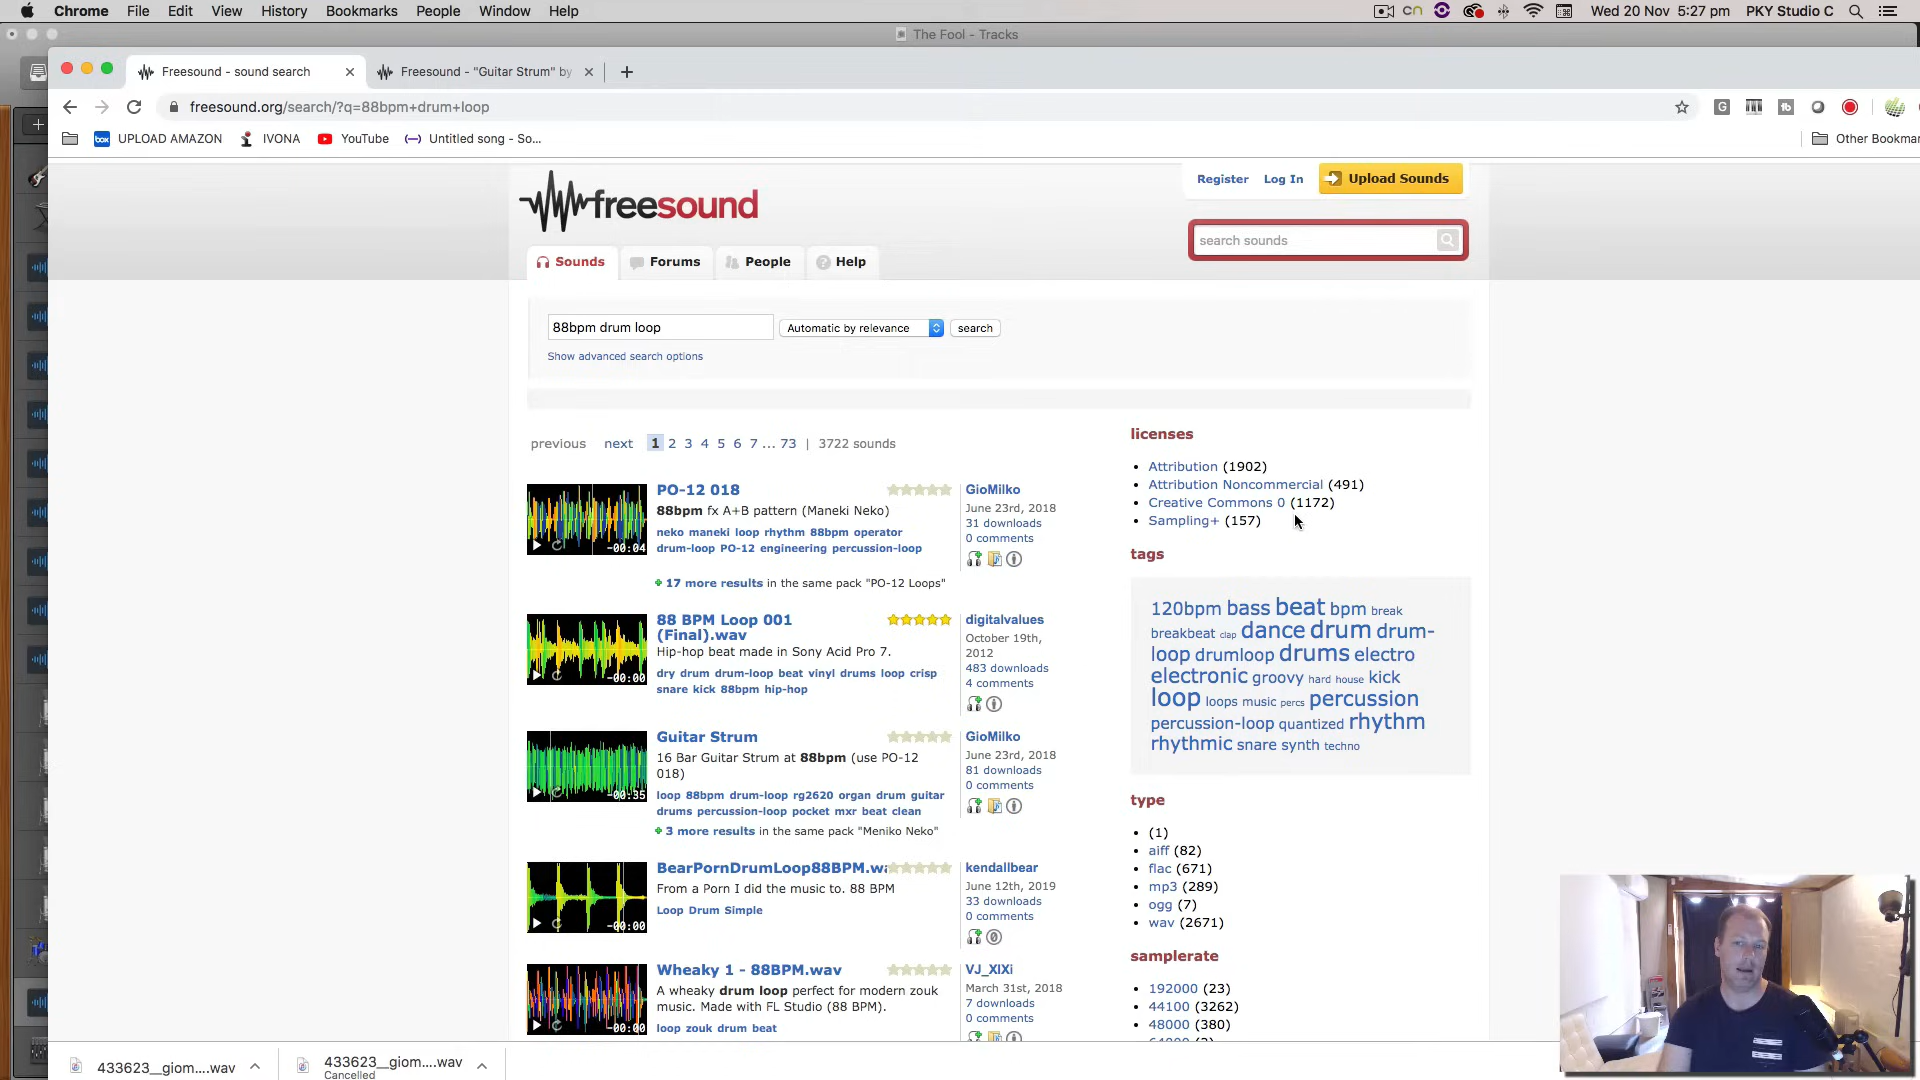 Chrome File Edit View History Bookmarks People Window Help
Wed 20 Nov 5:27 pm PKY Studio C
The Fool - Tracks
Freesound - sound search
Freesound - "Guitar Strum" by
freesound.org/search/?q=88bpm+drum+loop
UPLOAD AMAZON IVONA YouTube Untitled song - So...
Other Bookmar
freesound
Register Log In Upload Sounds
search sounds
Sounds Forums People Help
88bpm drum loop
Automatic by relevance
search
Show advanced search options
previous next 1 2 3 4 5 6 7 ... 73 | 3722 sounds
PO-12 018
88bpm fx A+B pattern (Maneki Neko)
neko maneki loop rhythm 88bpm operator
drum-loop PO-12 engineering percussion-loop
-00:04
GioMilko
June 23rd, 2018
31 downloads
0 comments
17 more results in the same pack "PO-12 Loops"
88 BPM Loop 001
(Final).wav
Hip-hop beat made in Sony Acid Pro 7.
dry drum drum-loop beat vinyl drums loop crisp
snare kick 88bpm hip-hop
-00:00
digitalvalues
October 19th,
2012
483 downloads
4 comments
Guitar Strum
16 Bar Guitar Strum at 88bpm (use PO-12
018)
loop 88bpm drum-loop rg2620 organ drum guitar
drums percussion-loop pocket mxr beat clean
-00:35
GioMilko
June 23rd, 2018
81 downloads
0 comments
3 more results in the same pack "Meniko Neko"
BearPornDrumLoop88BPM.wa
From a Porn I did the music to. 88 BPM
Loop Drum Simple
-00:00
kendallbear
June 12th, 2019
33 downloads
0 comments
Wheaky 1 - 88BPM.wav
A wheaky drum loop perfect for modern zouk
music. Made with FL Studio (88 BPM).
loop zouk drum beat
-00:00
VJ_XIXi
March 31st, 2018
7 downloads
0 comments
licenses
Attribution (1902)
Attribution Noncommercial (491)
Creative Commons 0 (1172)
Sampling+ (157)
tags
120bpm bass beat bpm break
breakbeat clap dance drum drum-
loop drumloop drums electro
electronic groovy hard house kick
loop loops music percs percussion
percussion-loop quantized rhythm
rhythmic snare synth techno
type
(1)
aiff (82)
flac (671)
mp3 (289)
ogg (7)
wav (2671)
samplerate
192000 (23)
44100 (3262)
48000 (380)
433623__giom....wav
433623__giom....wav
Cancelled